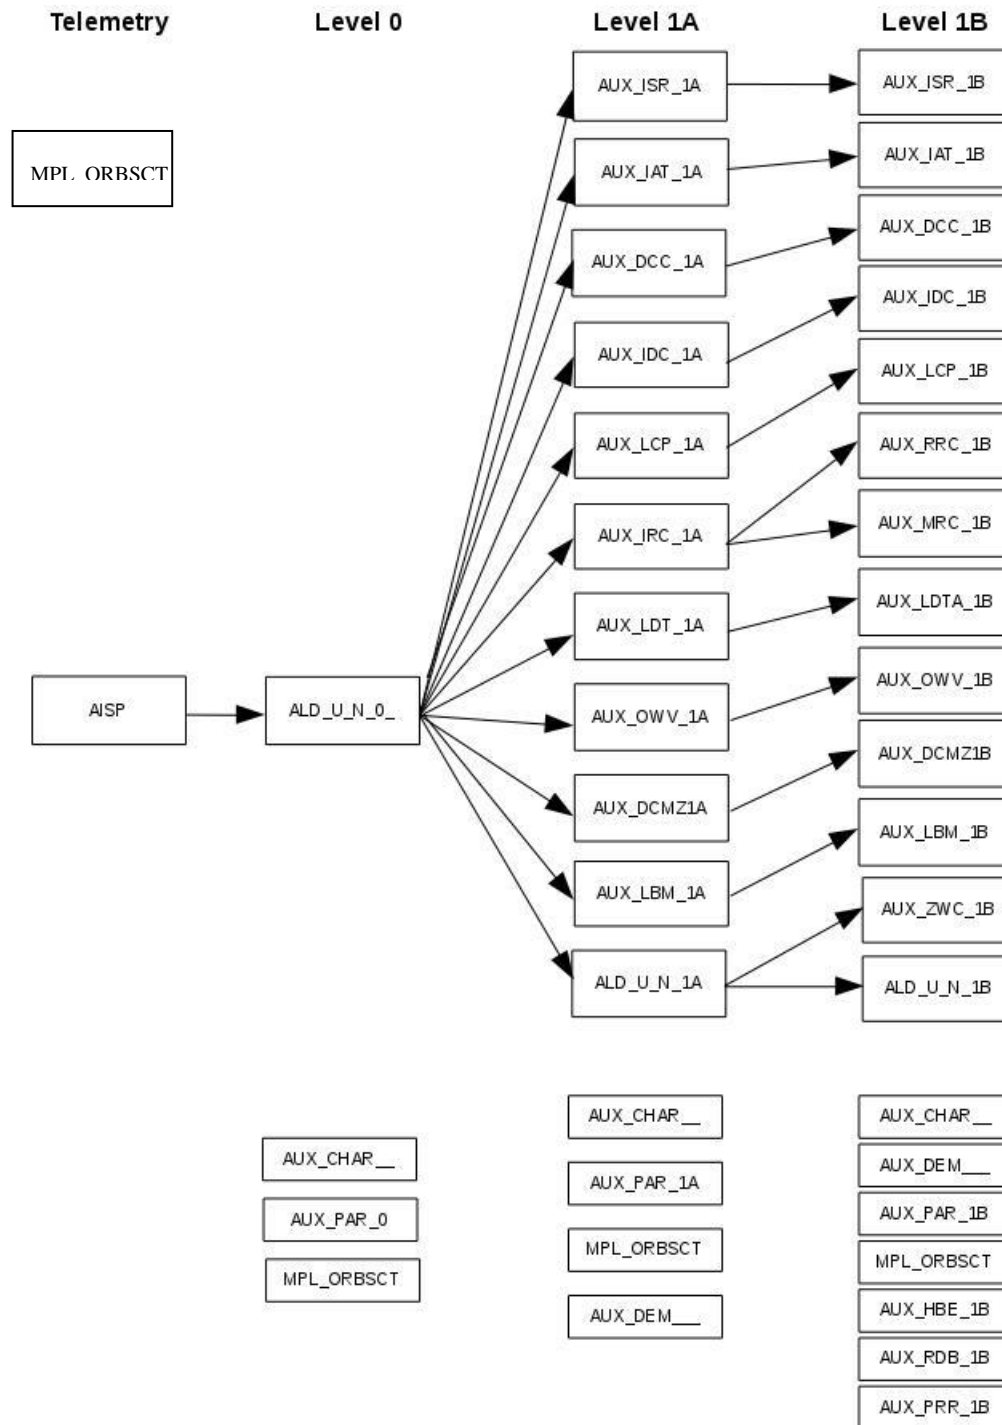 Telemetry Level 0 Level 1A Level 1B
MPL_ORBSCT
AISP
ALD_U_N_0_
AUX_ISR_1A
AUX_IAT_1A
AUX_DCC_1A
AUX_IDC_1A
AUX_LCP_1A
AUX_IRC_1A
AUX_LDT_1A
AUX_OWV_1A
AUX_DCMZ1A
AUX_LBM_1A
ALD_U_N_1A
AUX_ISR_1B
AUX_IAT_1B
AUX_DCC_1B
AUX_IDC_1B
AUX_LCP_1B
AUX_RRC_1B
AUX_MRC_1B
AUX_LDTA_1B
AUX_OWV_1B
AUX_DCMZ1B
AUX_LBM_1B
AUX_ZWC_1B
ALD_U_N_1B
AUX_CHAR__
AUX_PAR_0
MPL_ORBSCT
AUX_CHAR__
AUX_PAR_1A
MPL_ORBSCT
AUX_DEM___
AUX_CHAR__
AUX_DEM___
AUX_PAR_1B
MPL_ORBSCT
AUX_HBE_1B
AUX_RDB_1B
AUX_PRR_1B